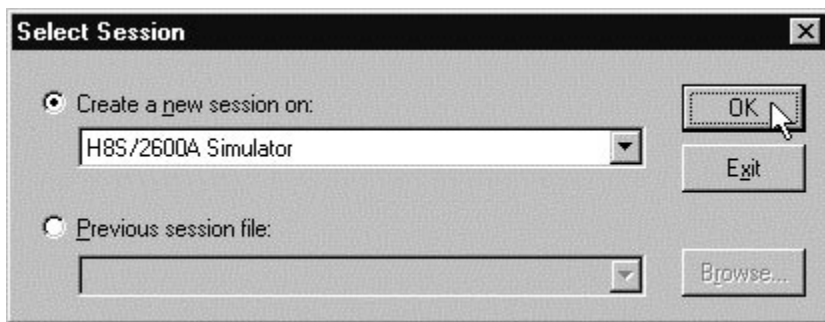 Select Session
Create a new session on:
OK
H8S/2600A Simulator
Exit
Previous session file:
Browse...